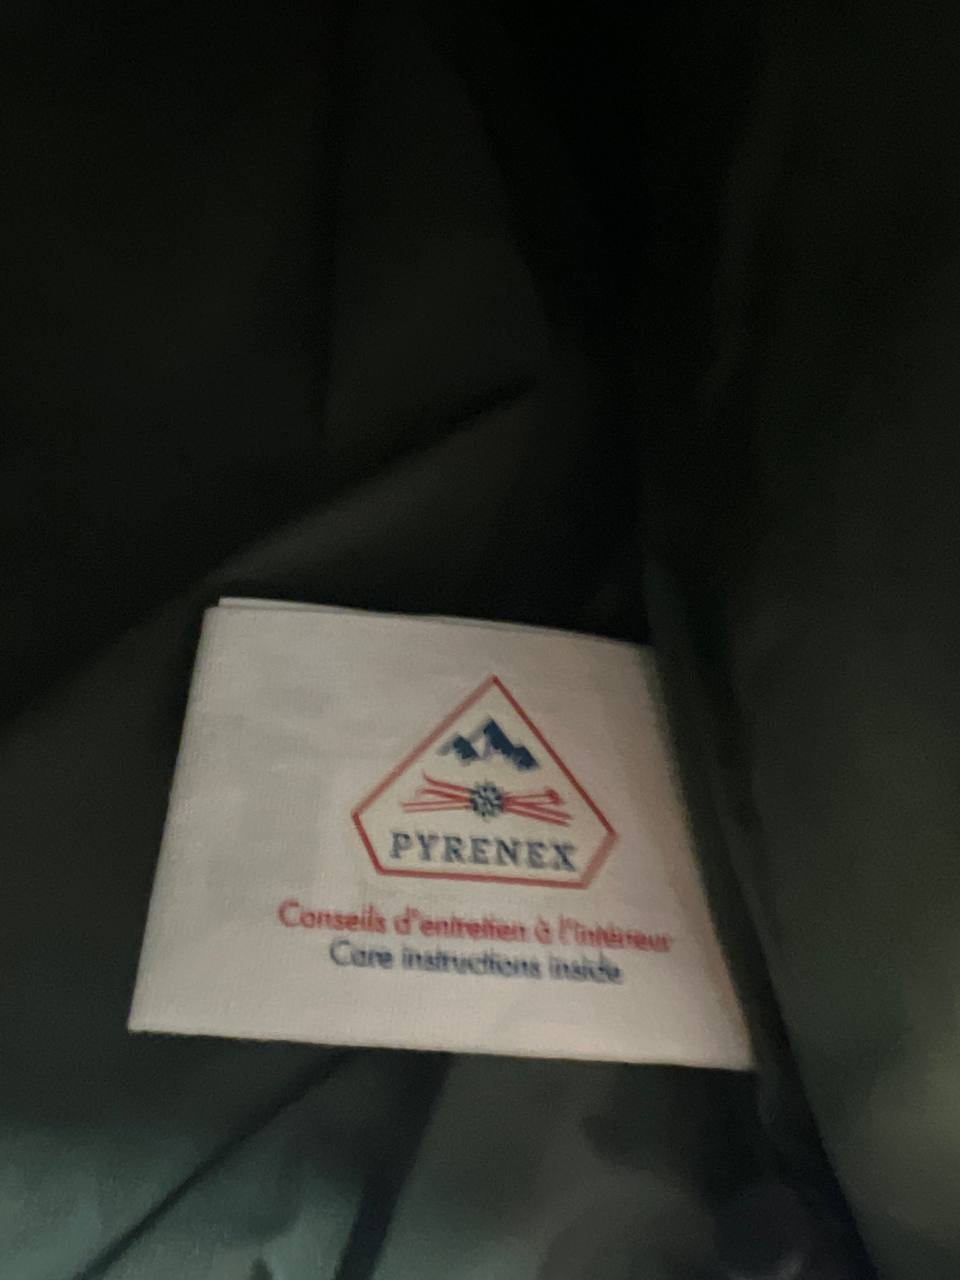 PYRENEX
Conseils d'entretien à l'intérieur
Care instructions inside